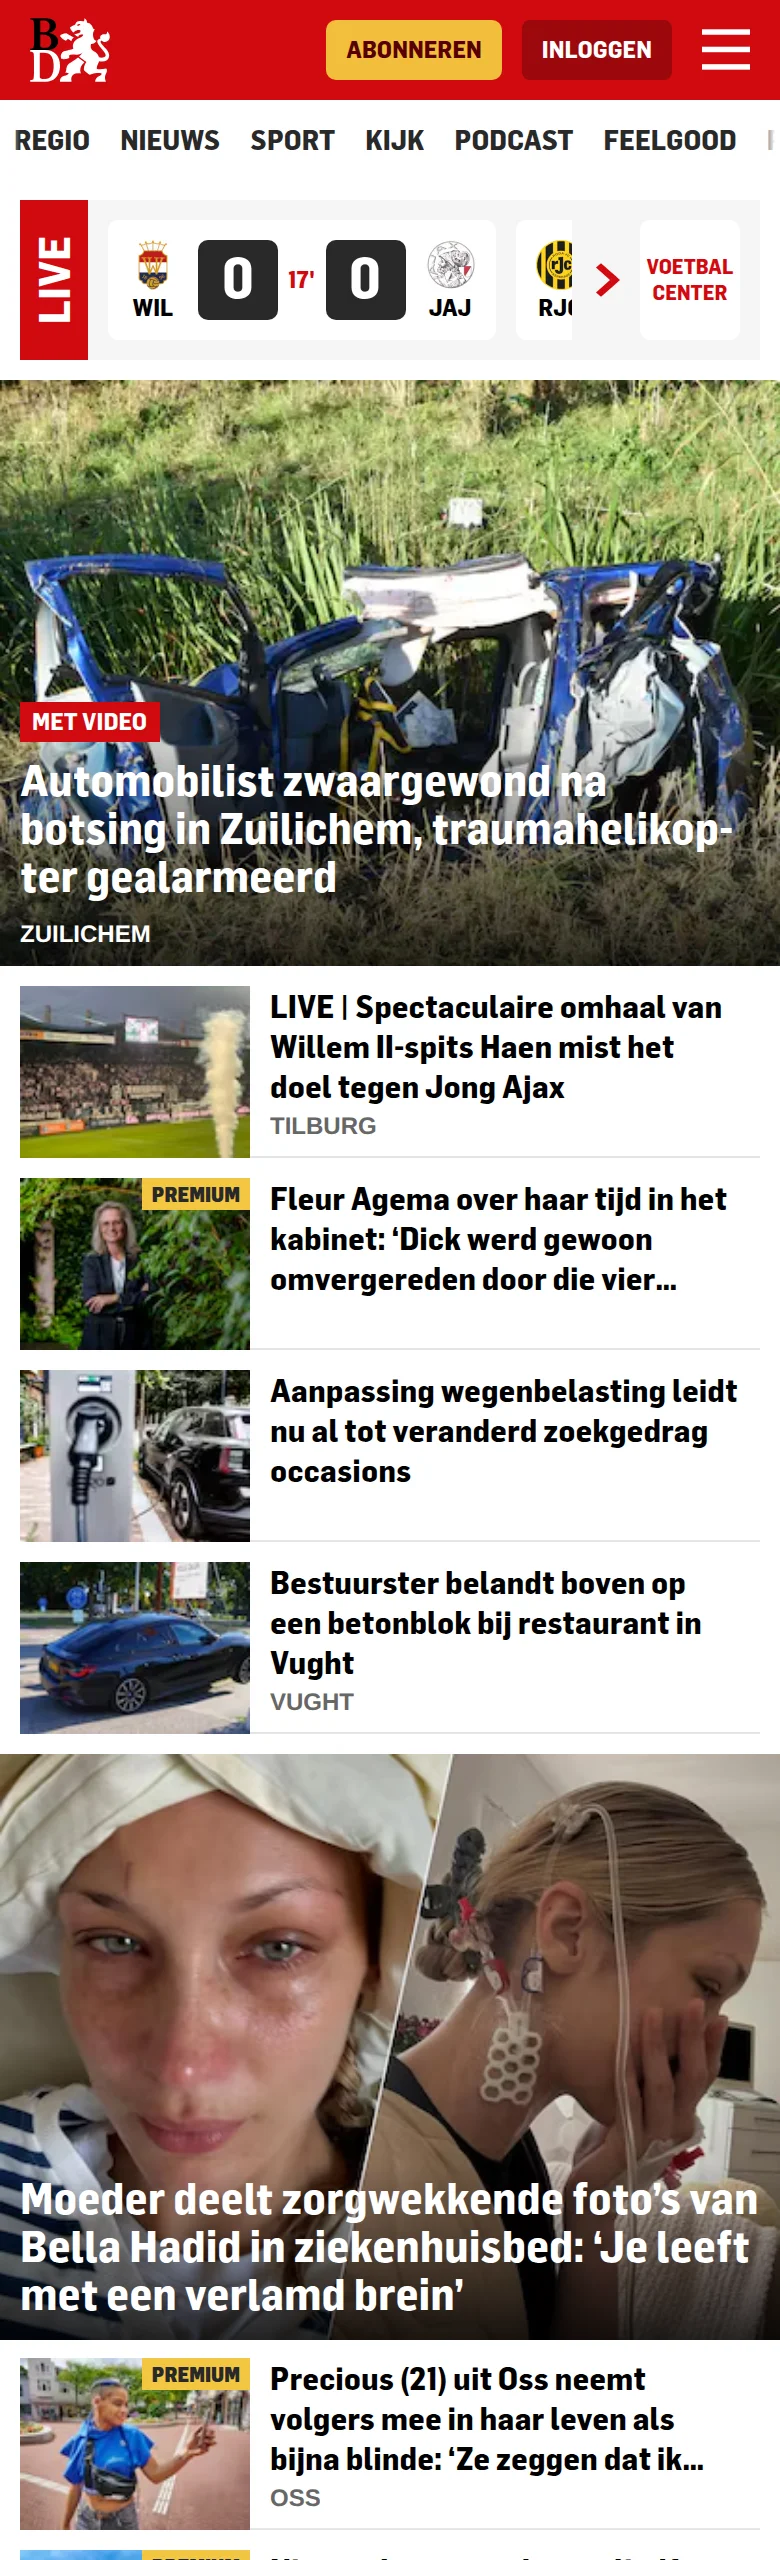 BD
ABONNEREN
INLOGGEN
REGIO NIEUWS SPORT KIJK PODCAST FEELGOOD
LIVE
WIL
0
17'
0
JAJ
RJC
VOETBAL
CENTER
MET VIDEO
Automobilist zwaargewond na
botsing in Zuilichem, traumahelikop-
ter gealarmeerd
ZUILICHEM
LIVE | Spectaculaire omhaal van
Willem II-spits Haen mist het
doel tegen Jong Ajax
TILBURG
PREMIUM
Fleur Agema over haar tijd in het
kabinet: ‘Dick werd gewoon
omvergereden door die vier...
Aanpassing wegenbelasting leidt
nu al tot veranderd zoekgedrag
occasions
Bestuurster belandt boven op
een betonblok bij restaurant in
Vught
VUGHT
Moeder deelt zorgwekkende foto’s van
Bella Hadid in ziekenhuisbed: ‘Je leeft
met een verlamd brein’
PREMIUM
Precious (21) uit Oss neemt
volgers mee in haar leven als
bijna blinde: ‘Ze zeggen dat ik...
OSS
PREMIUM